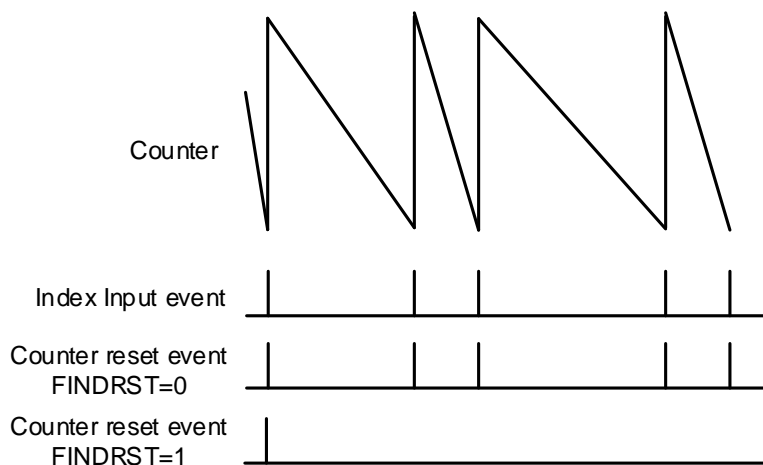 Counter
Index Input event
Counter reset event
FINDRST=0
Counter reset event
FINDRST=1